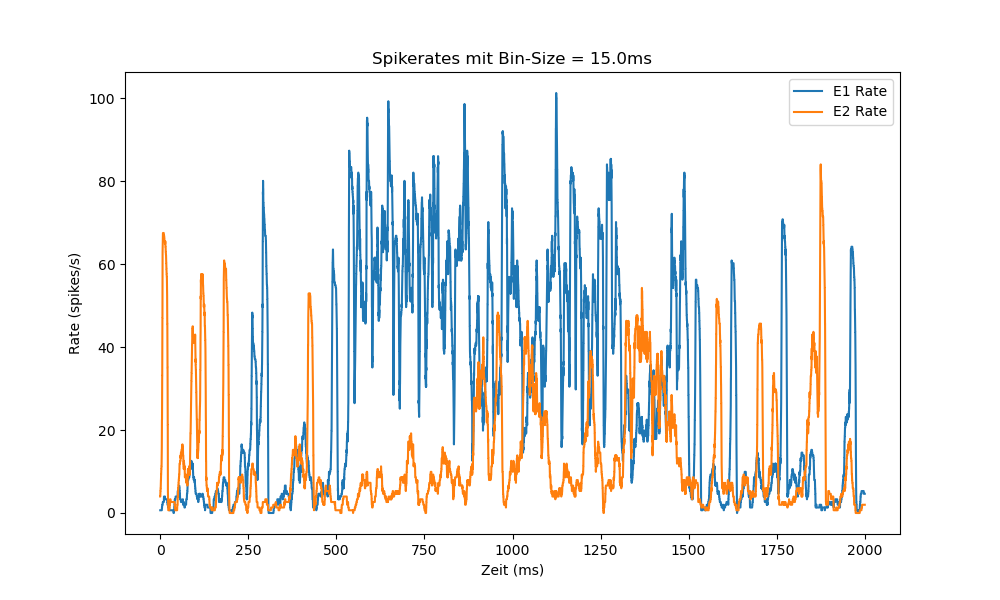 Spikerates mit Bin-Size = 15.0ms
E1 Rate
E2 Rate
Rate (spikes/s)
100
80
60
40
20
0
0 250 500 750 1000 1250 1500 1750 2000
Zeit (ms)